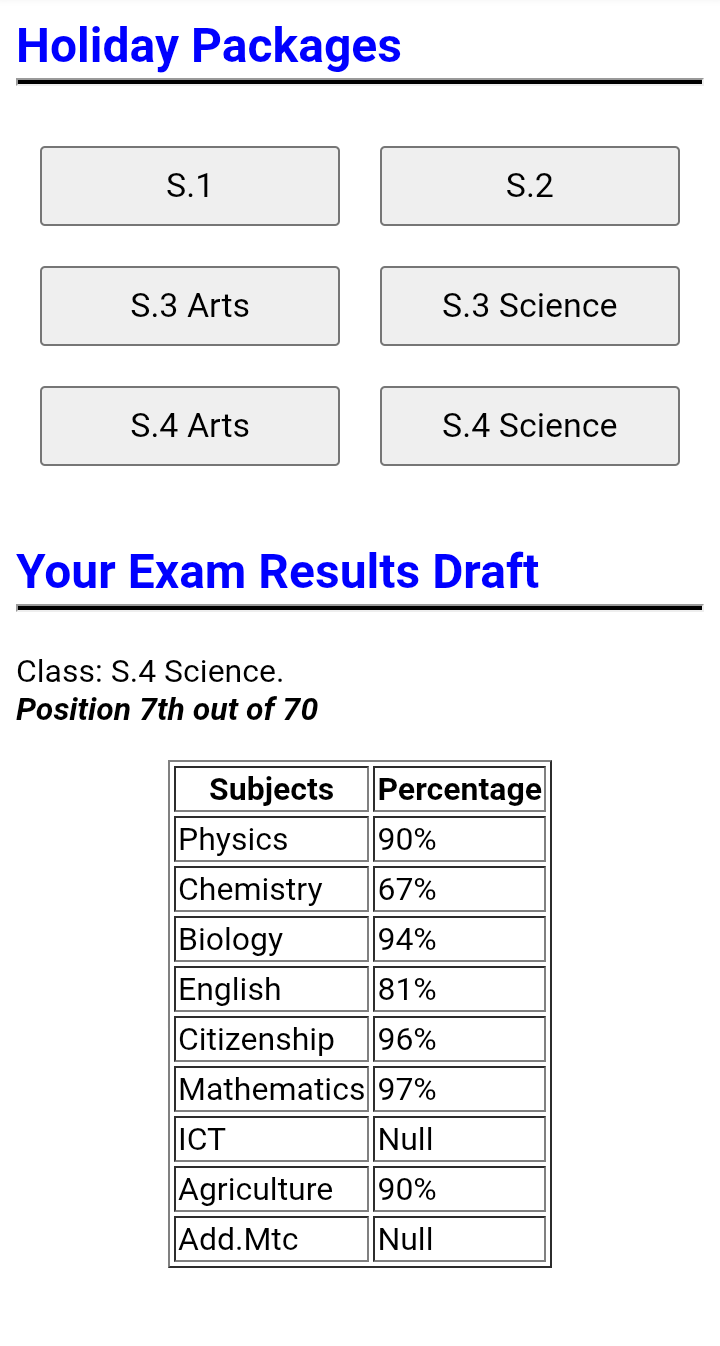 Holiday Packages
S.1 S.2
S.3 Arts S.3 Science
S.4 Arts S.4 Science
Your Exam Results Draft
Class: S.4 Science.
Position 7th out of 70
Subjects Percentage
Physics 90%
Chemistry 67%
Biology 94%
English 81%
Citizenship 96%
Mathematics 97%
ICT Null
Agriculture 90%
Add.Mtc Null